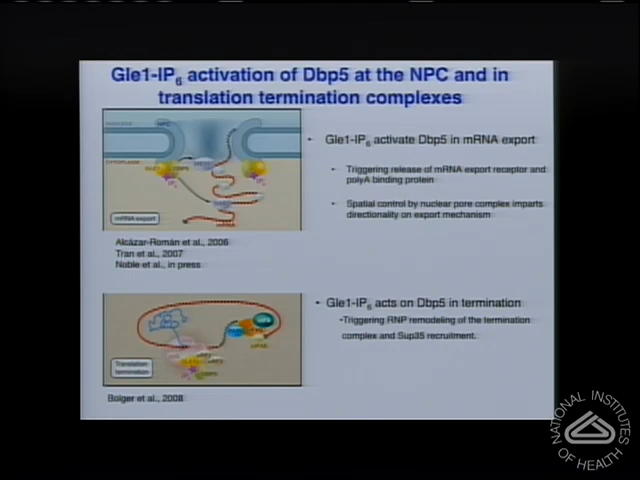 Gle1-IP6 activation of Dbp5 at the NPC and in
translation termination complexes
NPC
mRNA export
mRNA
Alcázar-Román et al., 2006
Tran et al., 2007
Noble et al., in press
• Gle1-IP6 activate Dbp5 in mRNA export
• Triggering release of mRNA export receptor and
polyA binding protein
• Spatial control by nuclear pore complex imparts
directionality on export mechanism
Translation
termination
Bolger et al., 2008
• Gle1-IP6 acts on Dbp5 in termination
•Triggering RNP remodeling of the termination
complex and Sup35 recruitment.
NATIONAL INSTITUTES
OF HEALTH